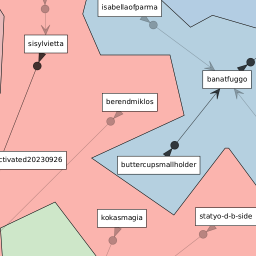 isabellaofparma
sisylvietta
banatfuggo
berendmiklos
ctivated20230926
buttercupsmallholder
kokasmagia
statyo-d-b-side